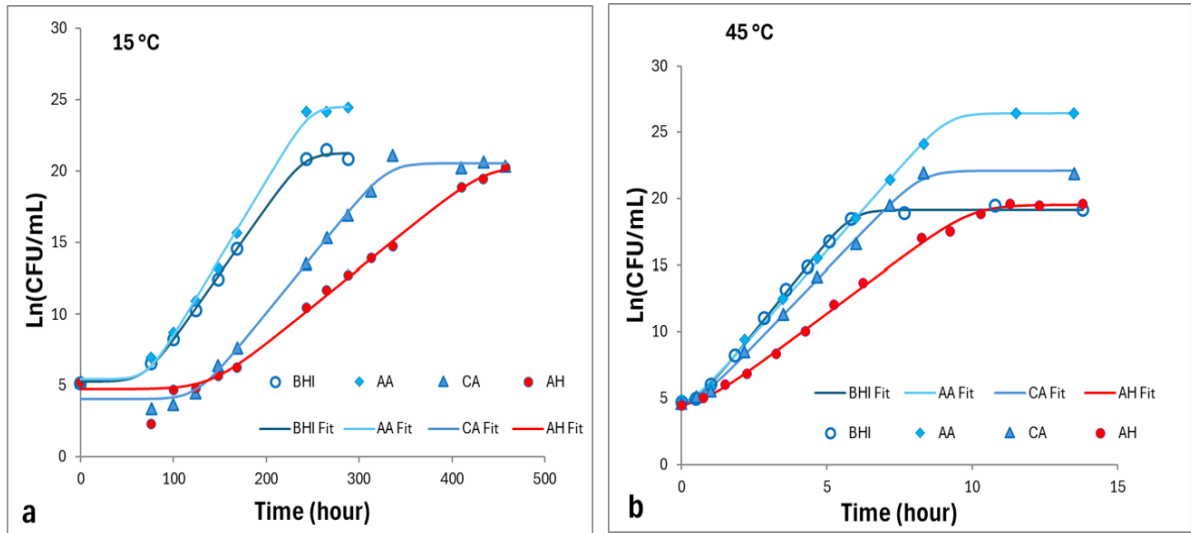 15 °C
Ln(CFU/mL)
30
25
20
15
10
5
0
BHI AA CA AH
BHI Fit AA Fit CA Fit AH Fit
0 100 200 300 400 500
Time (hour)
a
45 °C
Ln(CFU/mL)
30
25
20
15
10
5
0
BHI Fit AA Fit CA Fit AH Fit
BHI AA CA AH
0 5 10 15
Time (hour)
b